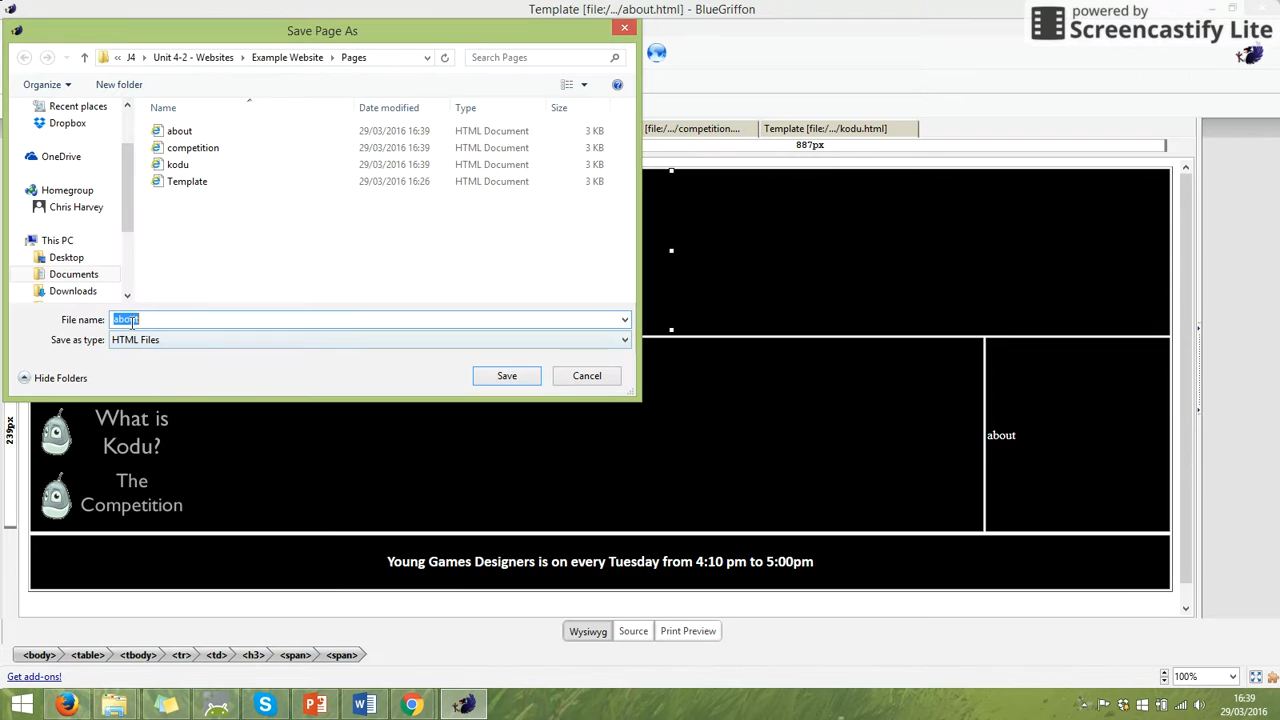 Template [file:/.../about.html] - BlueGriffon
powered by
Screencastify Lite
Save Page As
« J4 Unit 4-2 - Websites Example Website Pages
Search Pages
Organize New folder
Recent places
Dropbox
OneDrive
Homegroup
Chris Harvey
This PC
Desktop
Documents
Downloads
Name Date modified Type Size
about 29/03/2016 16:39 HTML Document 3 KB
competition 29/03/2016 16:39 HTML Document 3 KB
kodu 29/03/2016 16:39 HTML Document 3 KB
Template 29/03/2016 16:26 HTML Document 3 KB
File name: about
Save as type: HTML Files
Hide Folders
Save Cancel
[file:/.../competition.... Template [file:/.../kodu.html]
887px
239px
What is
Kodu?
The
Competition
about
Young Games Designers is on every Tuesday from 4:10 pm to 5:00pm
Wysiwyg Source Print Preview
<body> <table> <tbody> <tr> <td> <h3> <span> <span>
Get add-ons!
100%
16:39
29/03/2016